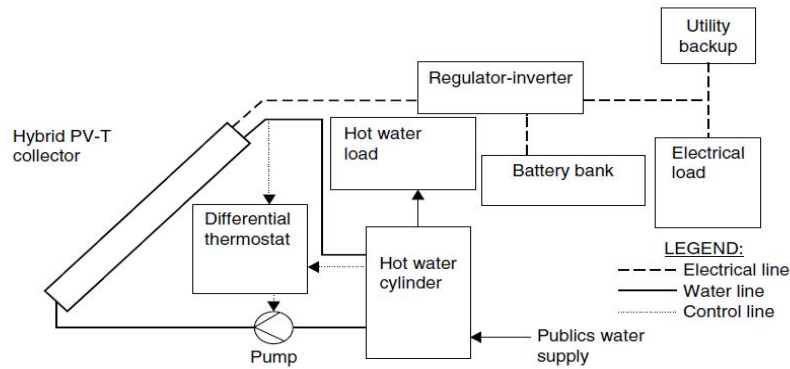 Utility
backup
Regulator-inverter
Hybrid PV-T
collector
Hot water
load
Battery bank
Electrical
load
Differential
thermostat
Hot water
cylinder
LEGEND:
Electrical line
Water line
Control line
Pump
Publics water
supply